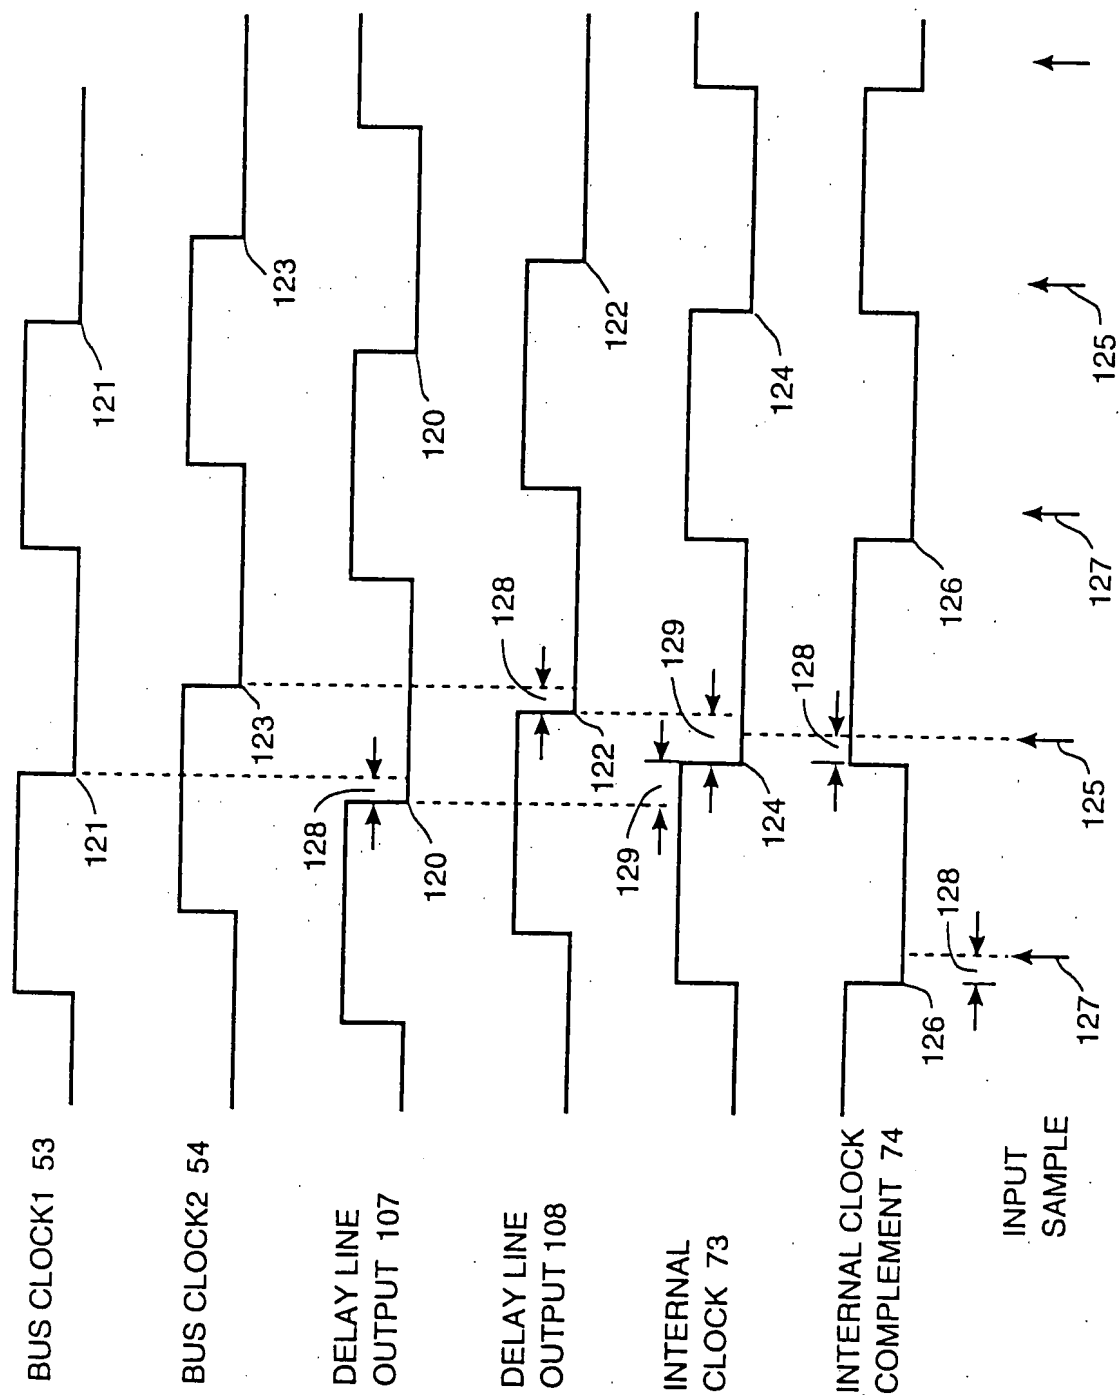 BUS CLOCK1 53
121
121
BUS CLOCK2 54
123
123
DELAY LINE
OUTPUT 107
128
120
120
DELAY LINE
OUTPUT 108
128
122
122
INTERNAL
CLOCK 73
129
129
124
124
INTERNAL CLOCK
COMPLEMENT 74
128
126
126
INPUT
SAMPLE
128
127
125
127
125